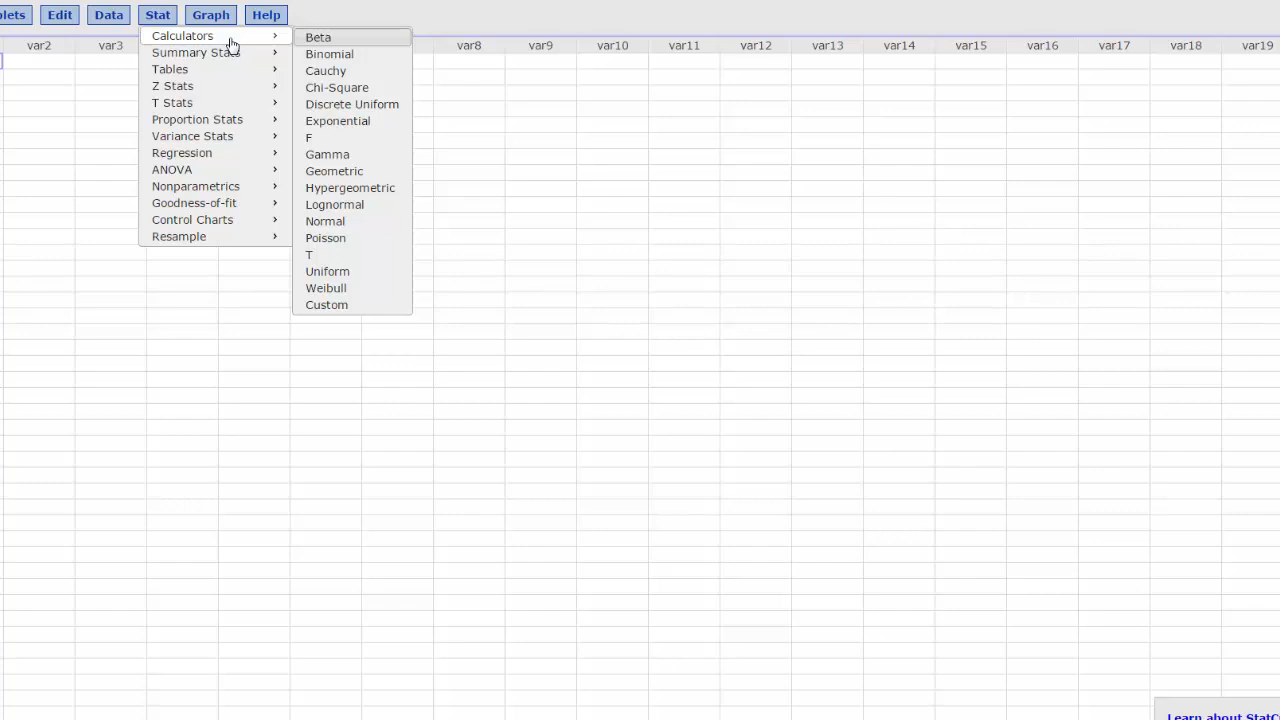 plets Edit Data Stat Graph Help
var2 var3 var8 var9 var10 var11 var12 var13 var14 var15 var16 var17 var18 var19
Calculators
Summary Stats
Tables
Z Stats
T Stats
Proportion Stats
Variance Stats
Regression
ANOVA
Nonparametrics
Goodness-of-fit
Control Charts
Resample
Beta
Binomial
Cauchy
Chi-Square
Discrete Uniform
Exponential
F
Gamma
Geometric
Hypergeometric
Lognormal
Normal
Poisson
T
Uniform
Weibull
Custom
Learn about StatC